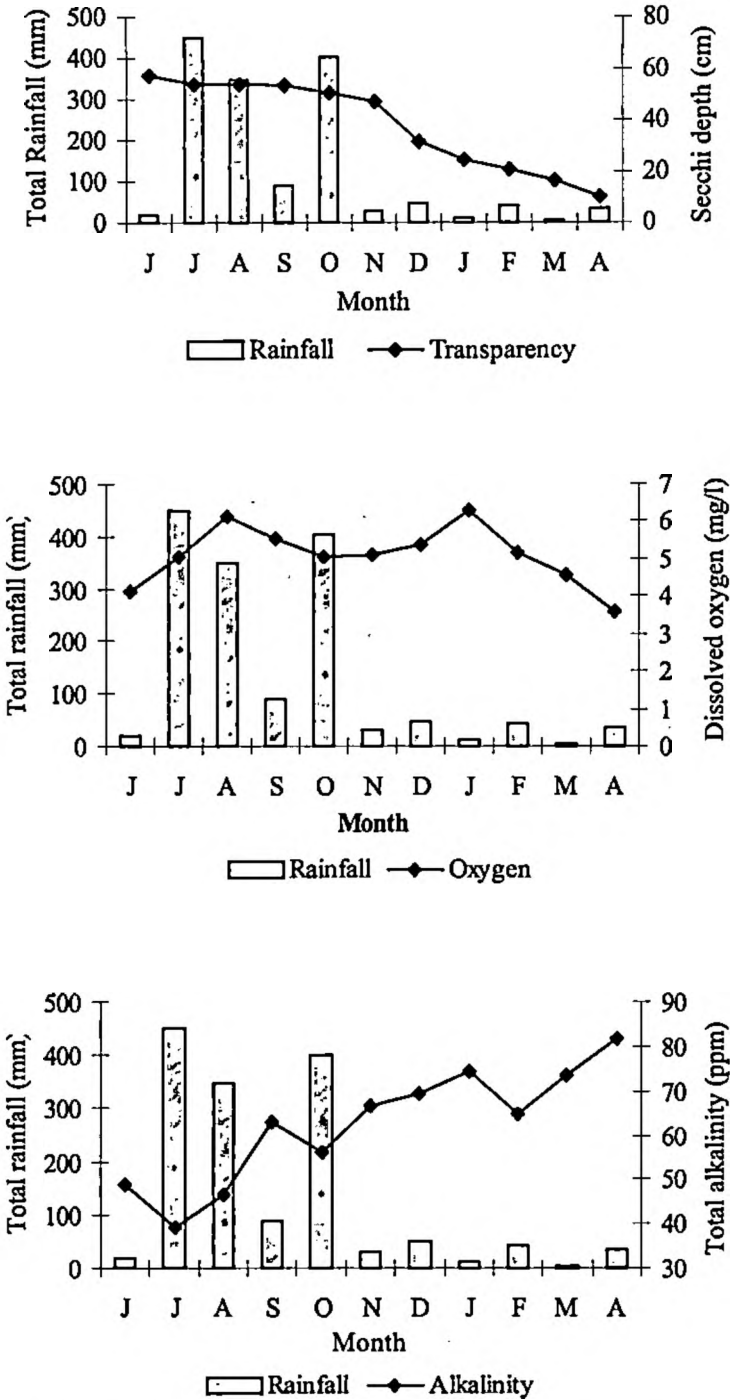 Total Rainfall (mm)
500
400
300
200
100
0
80
60
40
20
0
Secchi depth (cm)
J J A S O N D J F M A
Month
Rainfall Transparency
Total rainfall (mm)
500
400
300
200
100
0
7
6
5
4
3
2
1
0
Dissolved oxygen (mg/l)
J J A S O N D J F M A
Month
Rainfall Oxygen
Total rainfall (mm)
500
400
300
200
100
0
90
80
70
60
50
40
30
Total alkalinity (ppm)
J J A S O N D J F M A
Month
Rainfall Alkalinity